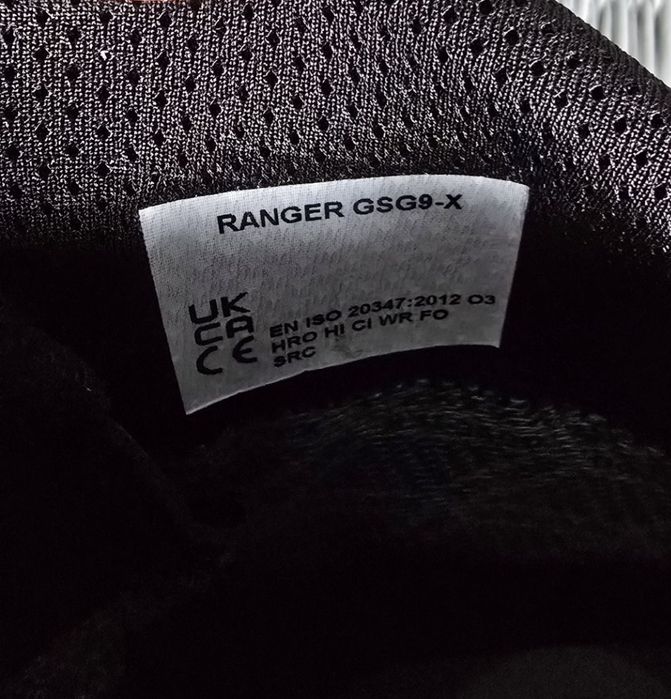 RANGER GSG9-X
UK
CA
CE
EN ISO 20347:2012 O3
HRO HI CI WR FO
SRC